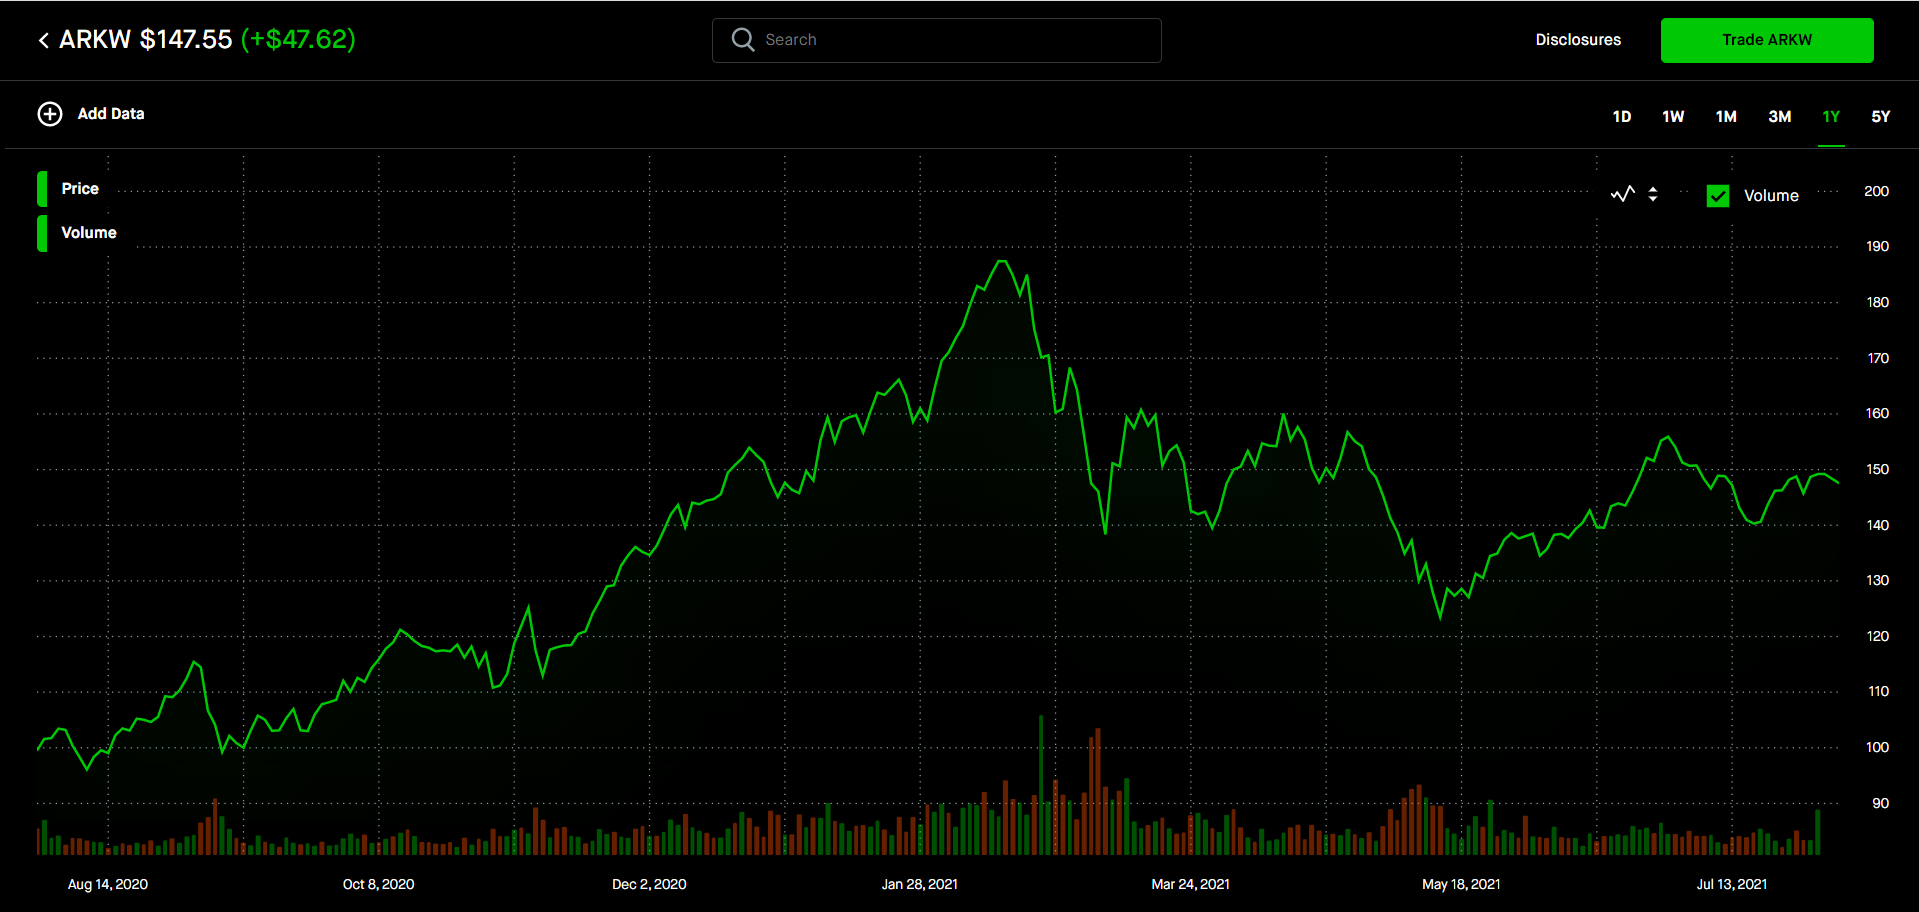 ARKW $147.55 (+$47.62)
Search
Disclosures
Trade ARKW
Add Data
1D 1W 1M 3M 1Y 5Y
Price
Volume
Volume
200
190
180
170
160
150
140
130
120
110
100
90
Aug 14, 2020 Oct 8, 2020 Dec 2, 2020 Jan 28, 2021 Mar 24, 2021 May 18, 2021 Jul 13, 2021